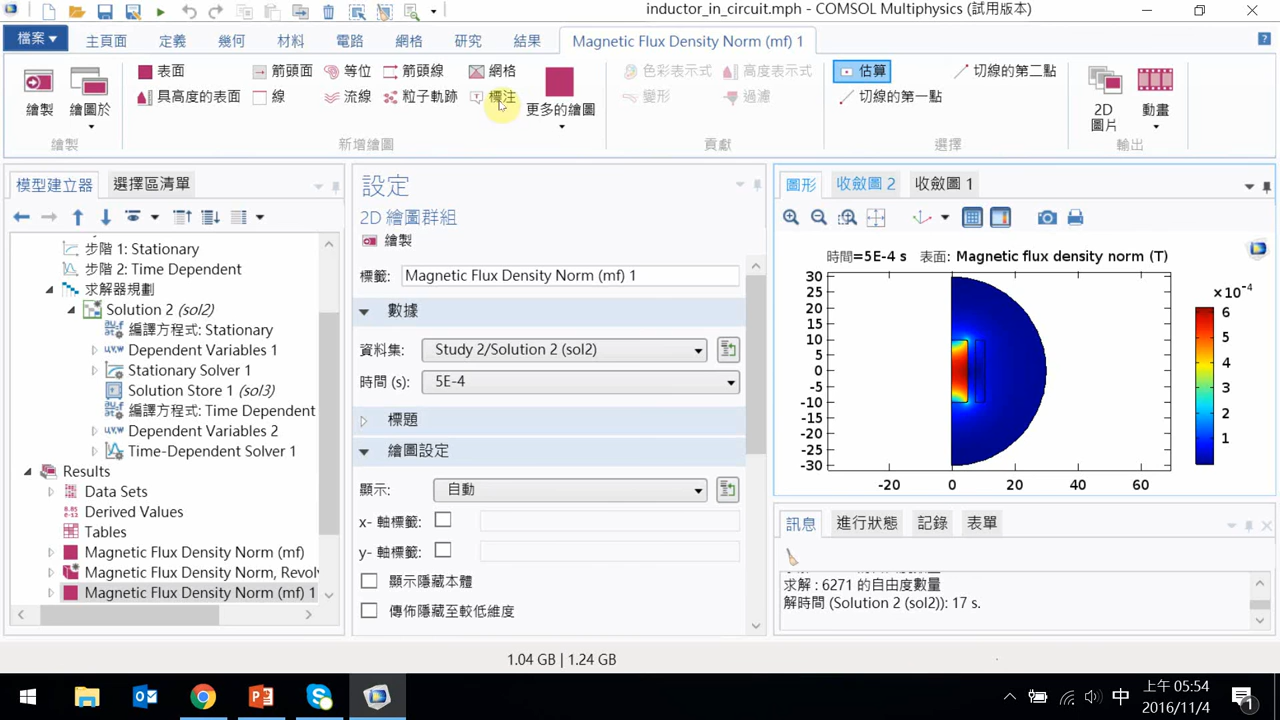 inductor_in_circuit.mph - COMSOL Multiphysics (試用版本)
檔案 主頁面 定義 幾何 材料 電路 網格 研究 結果 Magnetic Flux Density Norm (mf) 1
表面 箭頭面 等位 箭頭線 網格 色彩表示式 高度表示式 估算 切線的第二點
具高度的表面 線 流線 粒子軌跡 標注 變形 過濾 切線的第一點
繪製 繪圖於 更多的繪圖 2D 圖片 動畫
繪製 新增繪圖 貢獻 選擇 輸出
模型建立器 選擇區清單
步階 1: Stationary
步階 2: Time Dependent
求解器規劃
Solution 2 (sol2)
編譯方程式: Stationary
Dependent Variables 1
Stationary Solver 1
Solution Store 1 (sol3)
編譯方程式: Time Dependent
Dependent Variables 2
Time-Dependent Solver 1
Results
Data Sets
Derived Values
Tables
Magnetic Flux Density Norm (mf)
Magnetic Flux Density Norm, Revol
Magnetic Flux Density Norm (mf) 1
設定
2D 繪圖群組
繪製
標籤: Magnetic Flux Density Norm (mf) 1
數據
資料集: Study 2/Solution 2 (sol2)
時間 (s): 5E-4
標題
繪圖設定
顯示: 自動
x- 軸標籤:
y- 軸標籤:
顯示隱藏本體
傳佈隱藏至較低維度
圖形 收斂圖 2 收斂圖 1
時間=5E-4 s 表面: Magnetic flux density norm (T)
30
25
20
15
10
5
0
-5
-10
-15
-20
-25
-30
-20 0 20 40 60
×10⁻⁴
6
5
4
3
2
1
訊息 進行狀態 記錄 表單
求解 : 6271 的自由度數量
解時間 (Solution 2 (sol2)): 17 s.
1.04 GB | 1.24 GB
中
上午 05:54
2016/11/4
1